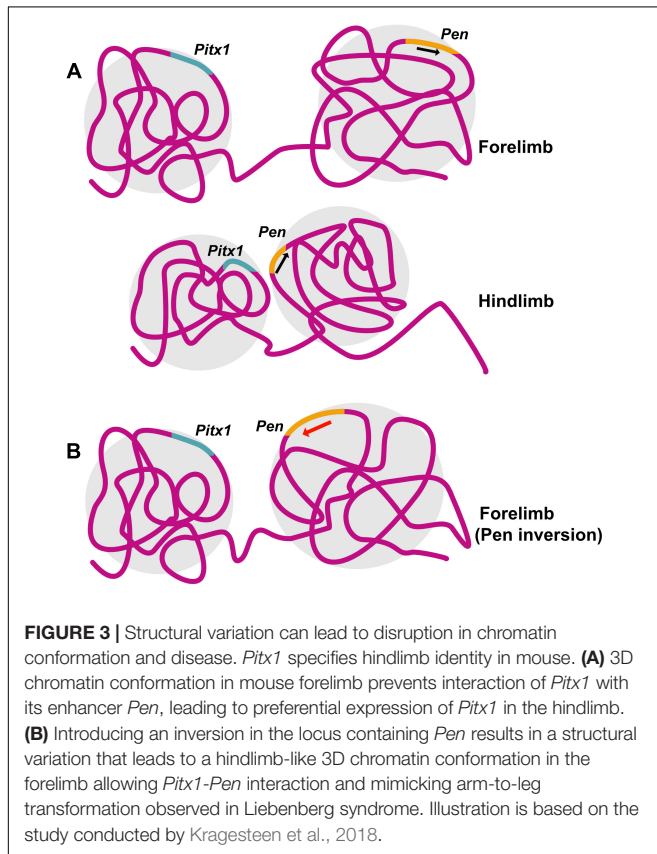 Pitx1
Pen
A
Forelimb
Pen
Pitx1
Hindlimb
Pitx1
Pen
B
Forelimb
(Pen inversion)
FIGURE 3 | Structural variation can lead to disruption in chromatin
conformation and disease. Pitx1 specifies hindlimb identity in mouse. (A) 3D
chromatin conformation in mouse forelimb prevents interaction of Pitx1 with
its enhancer Pen, leading to preferential expression of Pitx1 in the hindlimb.
(B) Introducing an inversion in the locus containing Pen results in a structural
variation that leads to a hindlimb-like 3D chromatin conformation in the
forelimb allowing Pitx1-Pen interaction and mimicking arm-to-leg
transformation observed in Liebenberg syndrome. Illustration is based on the
study conducted by Kragesteen et al., 2018.